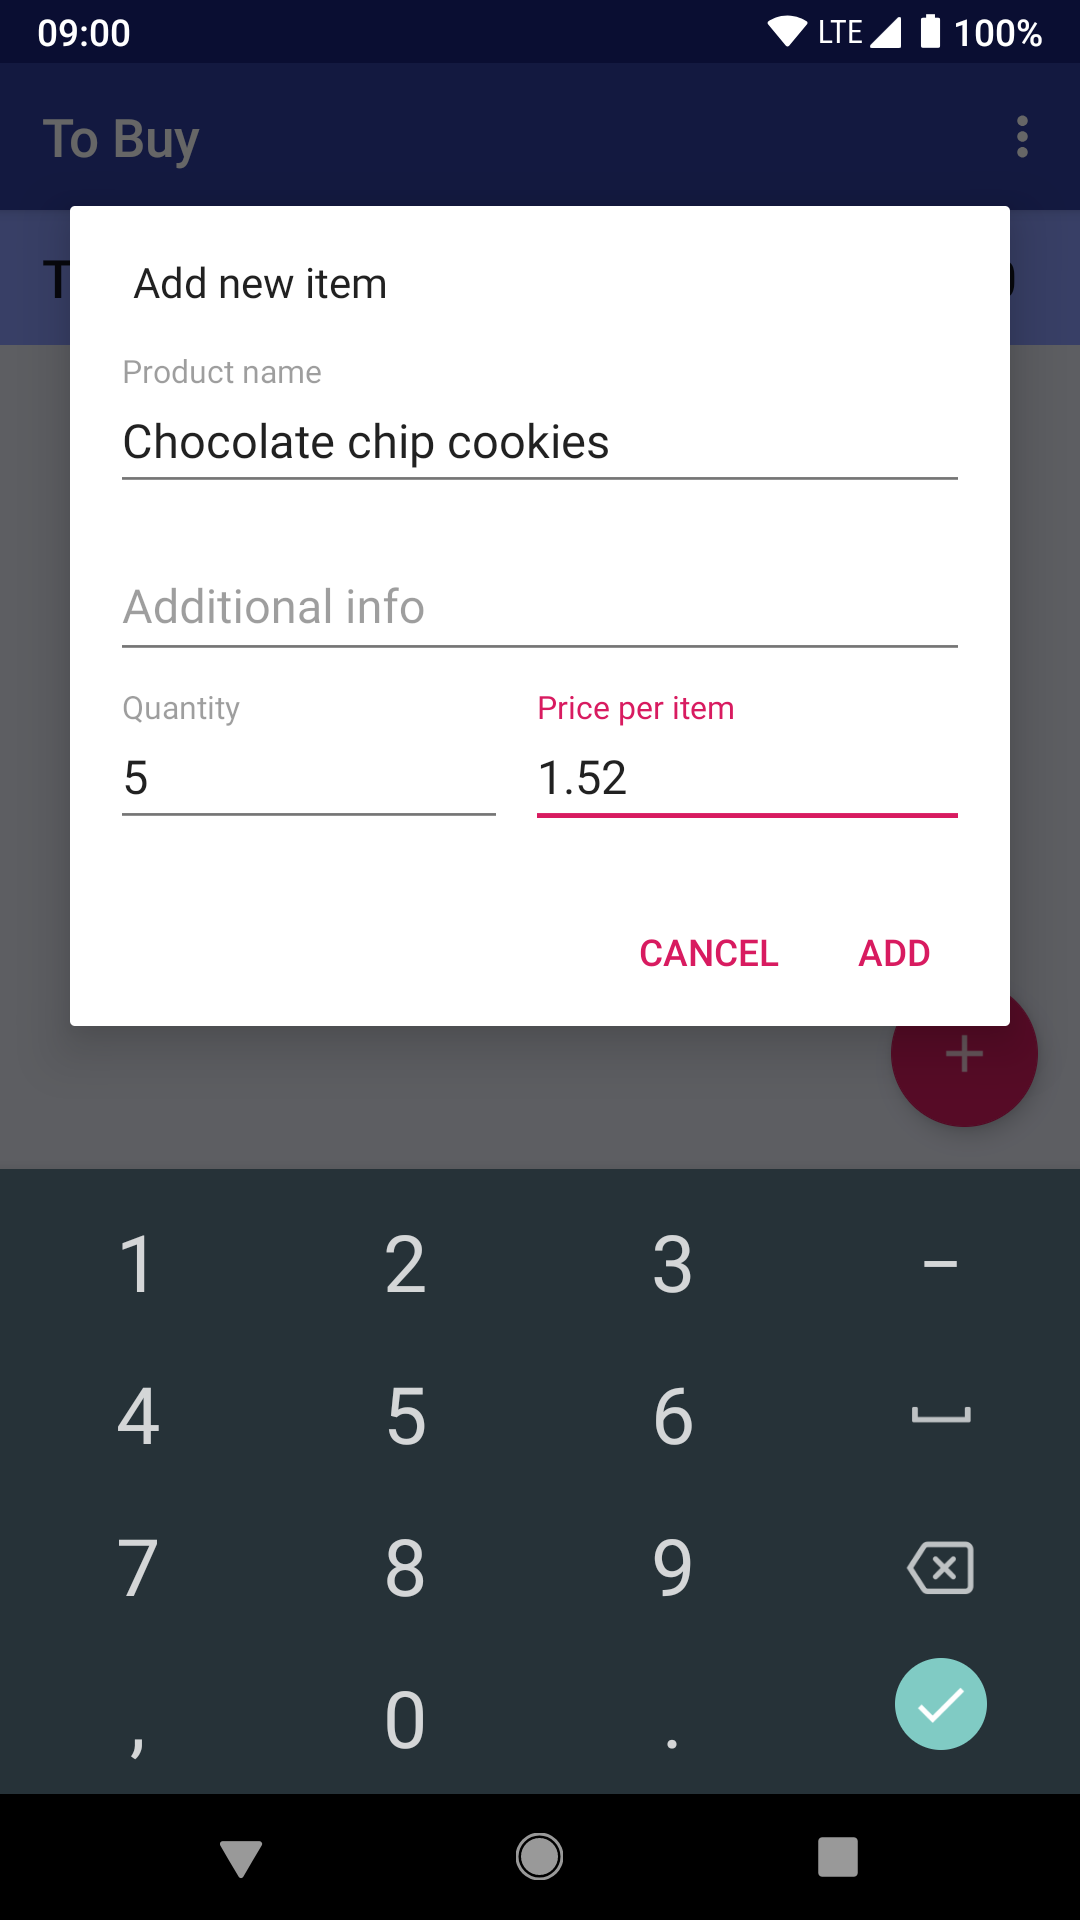 09:00 LTE 100%
To Buy
Add new item
Product name
Chocolate chip cookies
Additional info
Quantity Price per item
5 1.52
CANCEL ADD
1 2 3 –
4 5 6
7 8 9
, 0 .